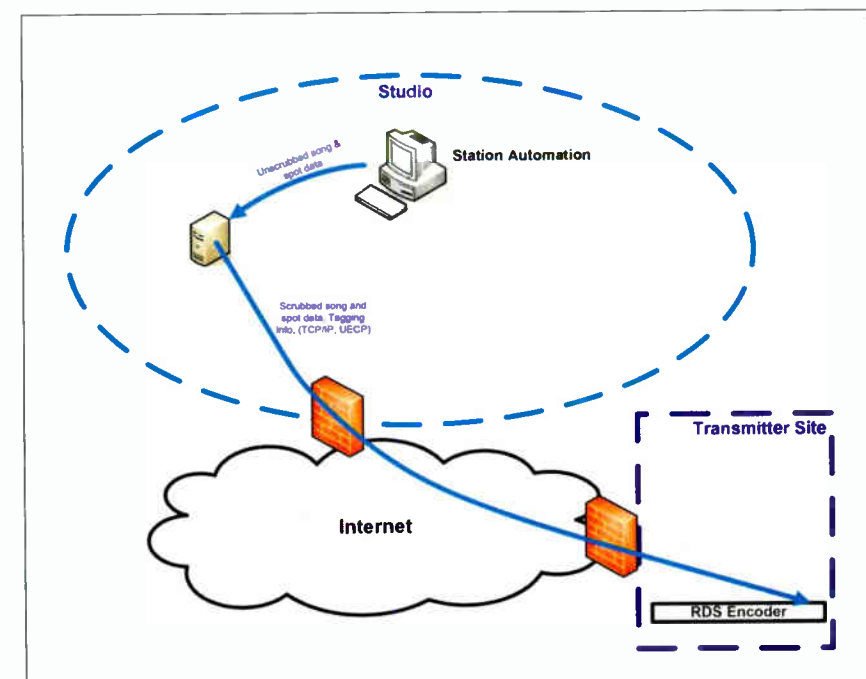 Studio
Station Automation
Unscrubbed song &
spot data
Scrubbed song and
spot data, Tagging
info, (TCP/IP, UECP)
Transmitter Site
Internet
RDS Encoder